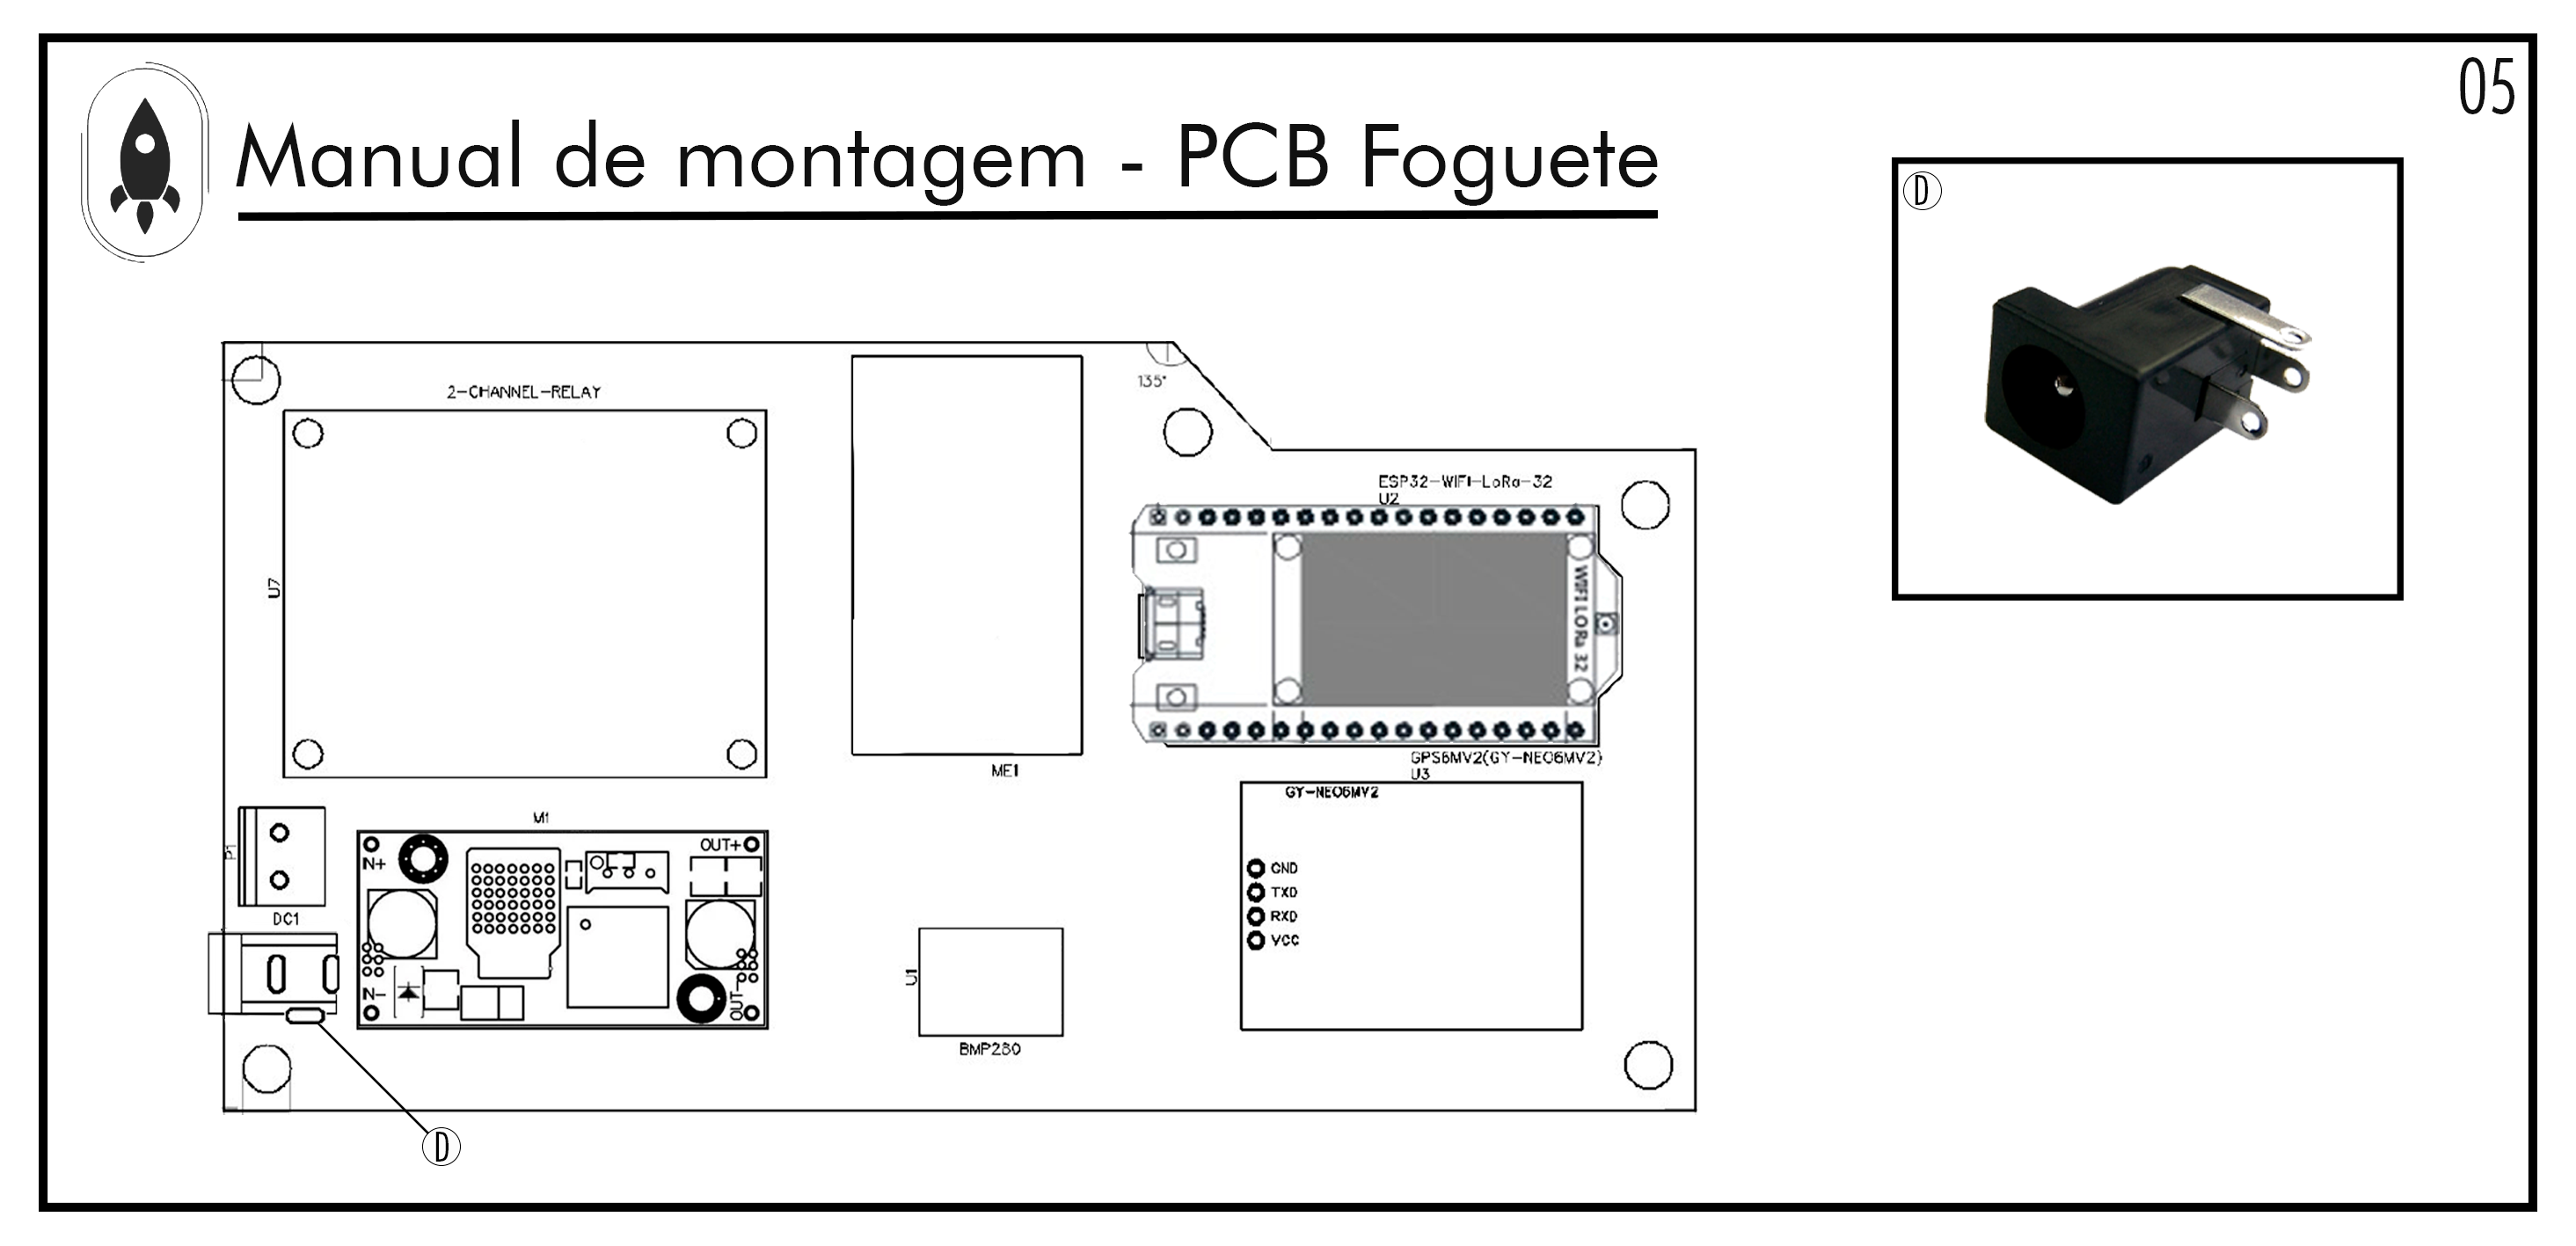 05
Manual de montagem - PCB Foguete
D
2-CHANNEL-RELAY
135°
ESP32-WIFI-LoRa-32
U2
U7
WIFI LORa 32
ME1
GPS6MV2(GY-NEO6MV2)
U3
GY-NEO6MV2
M1
P1
IN+
OUT+
GND
TXD
RXD
VCC
DC1
IN-
OUT-
U1
BMP280
D